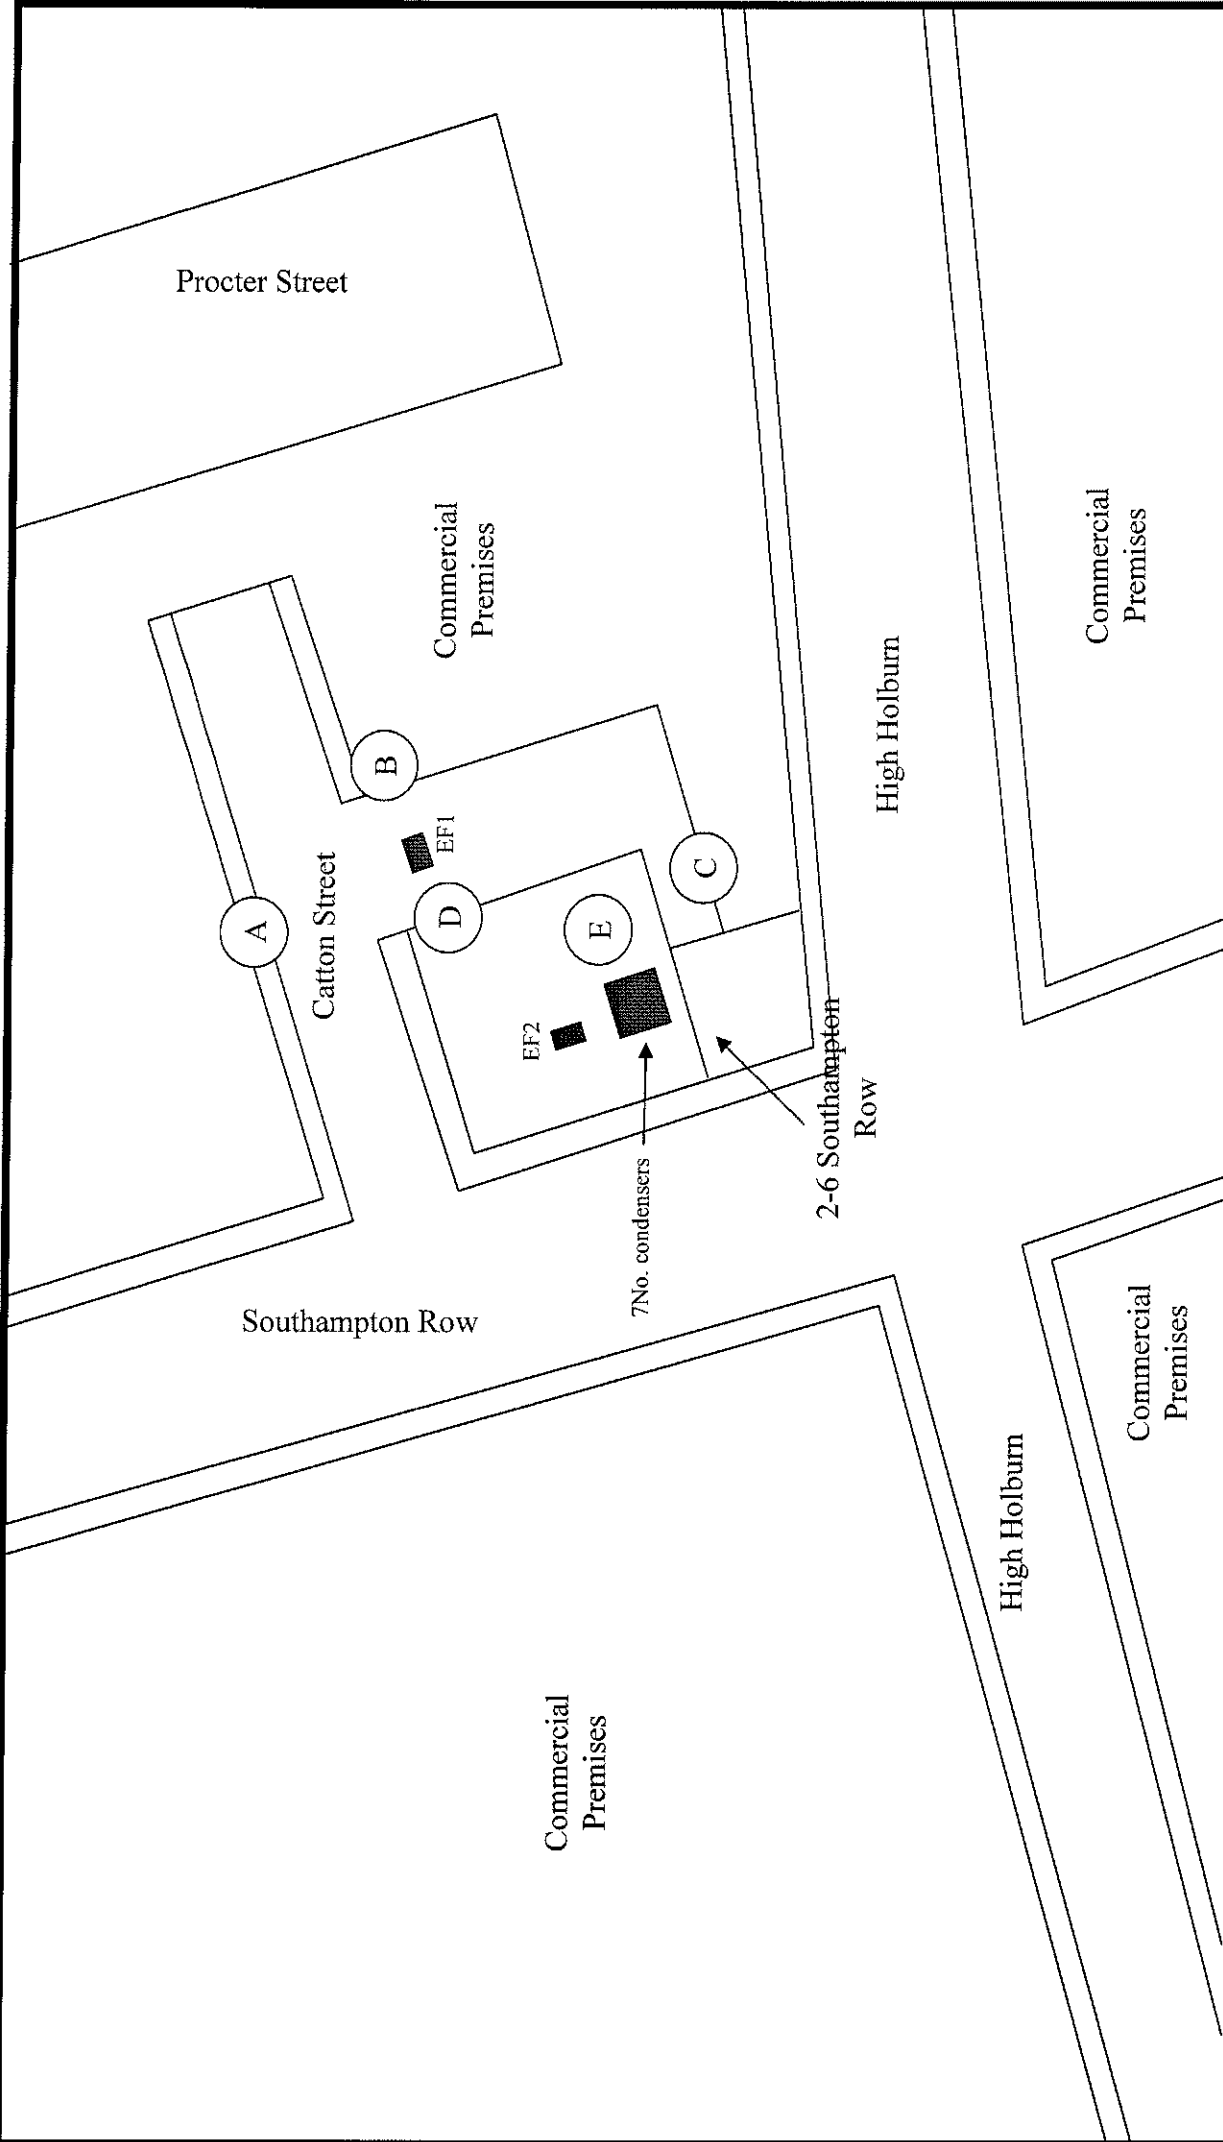 Procter Street
Commercial
Premises
Commercial
Premises
High Holburn
A
B
C
D
E
EF1
EF2
Catton Street
7No. condensers
2-6 Southampton
Row
Southampton Row
Commercial
Premises
High Holburn
Commercial
Premises